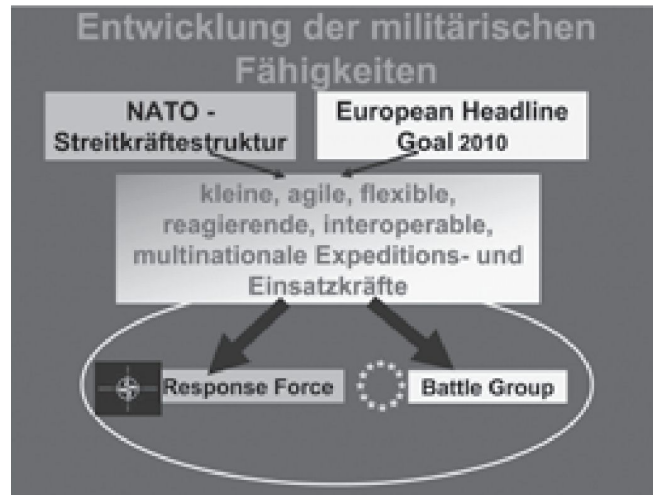 Entwicklung der militärischen
Fähigkeiten
NATO -
Streitkräftestruktur
European Headline
Goal 2010
kleine, agile, flexible,
reagierende, interoperable,
multinationale Expeditions- und
Einsatzkräfte
Response Force
Battle Group